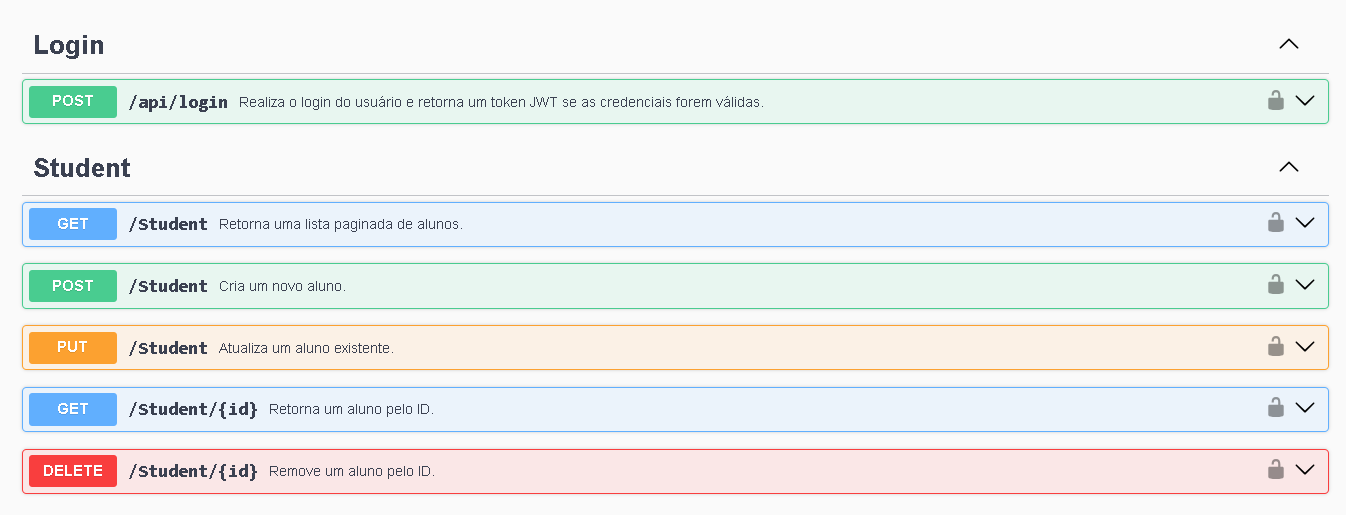 Login
POST /api/login Realiza o login do usuário e retorna um token JWT se as credenciais forem válidas.
Student
GET /Student Retorna uma lista paginada de alunos.
POST /Student Cria um novo aluno.
PUT /Student Atualiza um aluno existente.
GET /Student/{id} Retorna um aluno pelo ID.
DELETE /Student/{id} Remove um aluno pelo ID.